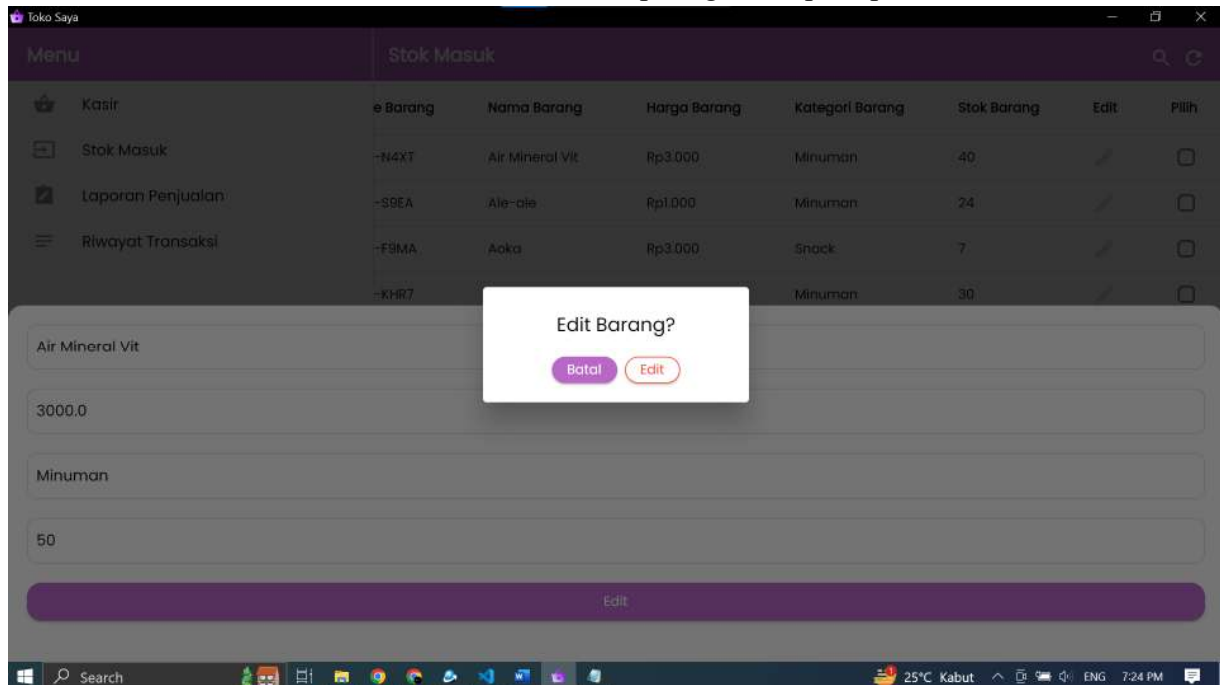 Toko Saya
Menu
Stok Masuk
Kasir
Stok Masuk
Laporan Penjualan
Riwayat Transaksi
e Barang Nama Barang Harga Barang Kategori Barang Stok Barang Edit Pilih
-N4XT Air Mineral Vit Rp3.000 Minuman 40
-S9EA Ale-ale Rp1.000 Minuman 24
-F9MA Aoka Rp3.000 Snack 7
-KHR7 Minuman 30
Edit Barang?
Batal Edit
Air Mineral Vit
3000.0
Minuman
50
Edit
Search
25°C Kabut ENG 7:24 PM